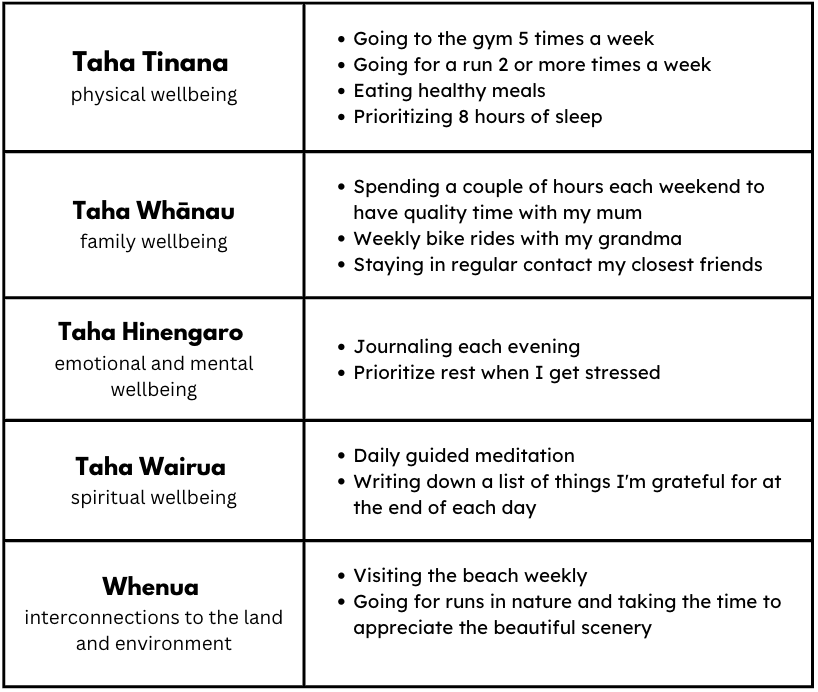 Taha Tinana
physical wellbeing
• Going to the gym 5 times a week
• Going for a run 2 or more times a week
• Eating healthy meals
• Prioritizing 8 hours of sleep
Taha Whānau
family wellbeing
• Spending a couple of hours each weekend to
have quality time with my mum
• Weekly bike rides with my grandma
• Staying in regular contact my closest friends
Taha Hinengaro
emotional and mental
wellbeing
• Journaling each evening
• Prioritize rest when I get stressed
Taha Wairua
spiritual wellbeing
• Daily guided meditation
• Writing down a list of things I'm grateful for at
the end of each day
Whenua
interconnections to the land
and environment
• Visiting the beach weekly
• Going for runs in nature and taking the time to
appreciate the beautiful scenery